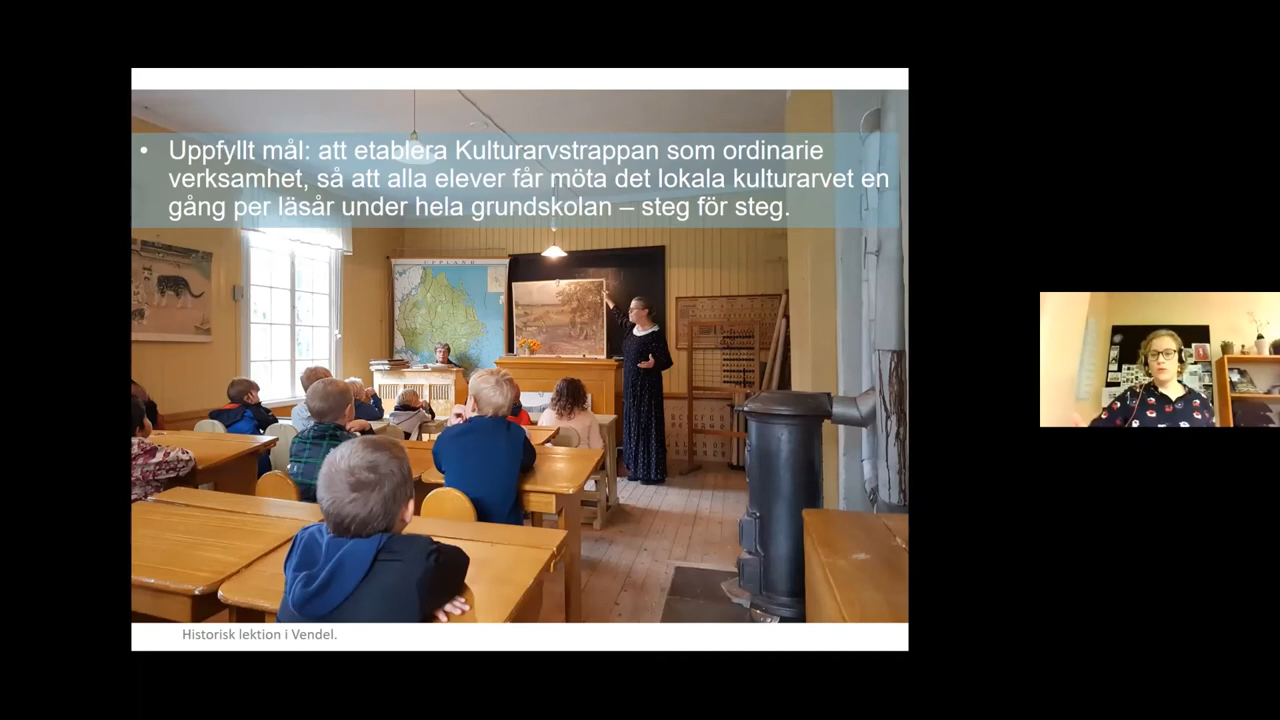 • Uppfyllt mål: att etablera Kulturarvstrappan som ordinarie
verksamhet, så att alla elever får möta det lokala kulturarvet en
gång per läsår under hela grundskolan – steg för steg.
UPPLAND
Historisk lektion i Vendel.